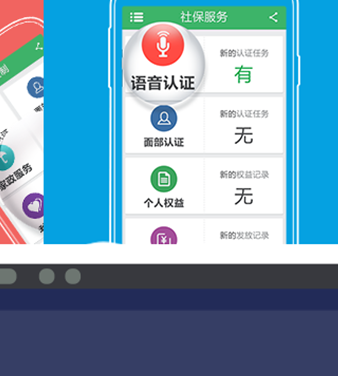 社保服务
新的认证任务
有
语音认证
新的认证任务
无
面部认证
新的权益记录
无
个人权益
新的发放记录
家政服务